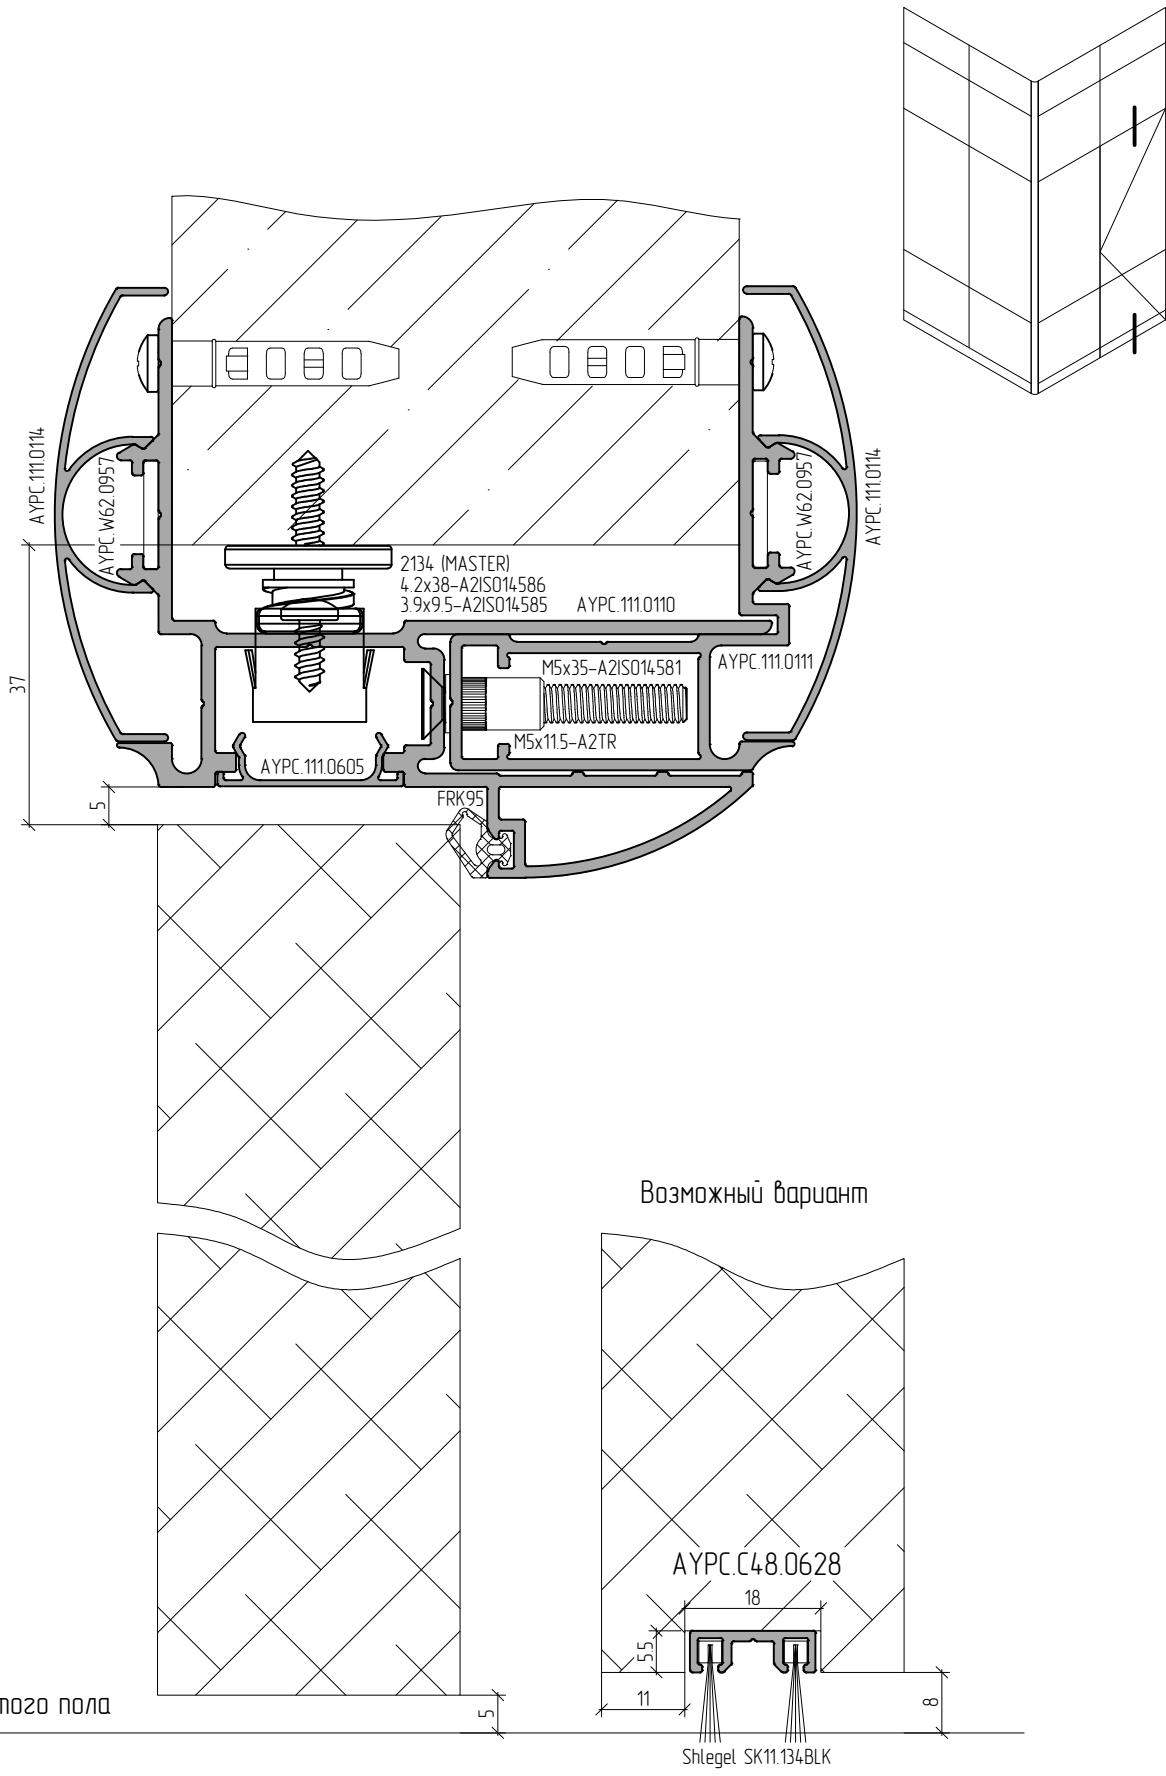 AYPC.111.0114
AYPC.W62.0957
AYPC.W62.0957
AYPC.111.0114
2134 (MASTER)
4.2x38-A2ISO14586
3.9x9.5-A2ISO14585
AYPC.111.0110
AYPC.111.0111
M5x35-A2ISO14581
M5x11.5-A2TR
AYPC.111.0605
FRK95
37
5
Возможный вариант
AYPC.C48.0628
18
5.5
11
8
5
того пола
Shlegel SK11.134BLK